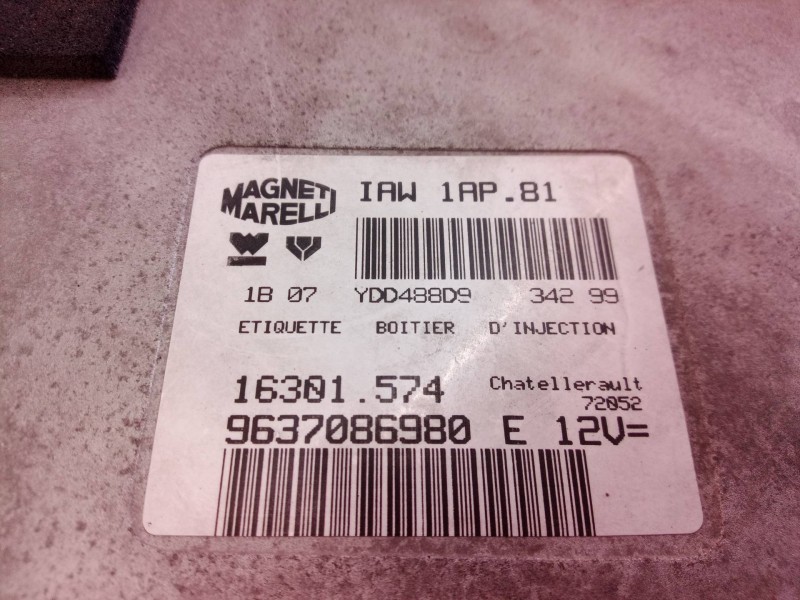 MAGNETI
MARELLI
IAW 1AP.81
1B 07 YDD488D9 342 99
ETIQUETTE BOITIER D'INJECTION
16301.574 Chatellerault
72052
9637086980 E 12V=